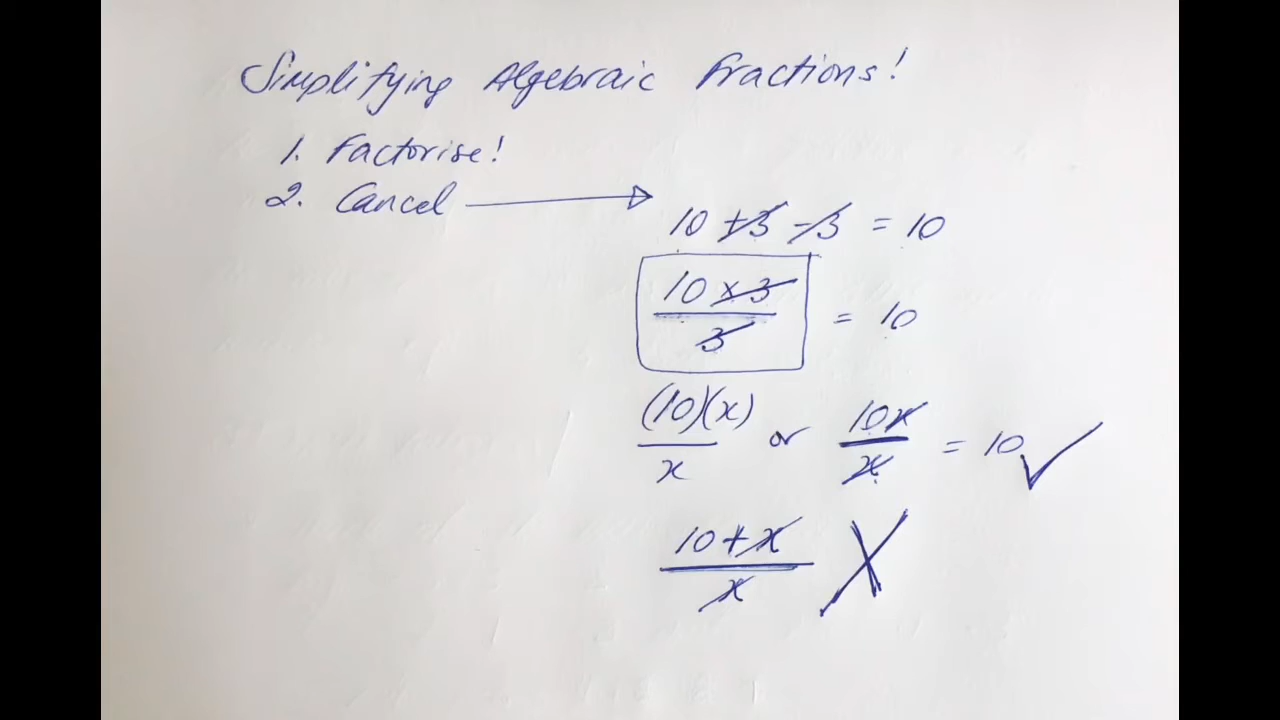 Simplifying Algebraic Fractions!
1. Factorise!
2. Cancel
10 + 3 - 3 = 10
10 x 3
3
= 10
(10)(x)
x
or
10x
x
= 10 ✓
10 + x
x
X